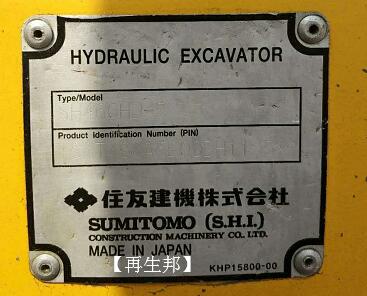 HYDRAULIC EXCAVATOR
Type/Model
Product Identification Number (PIN)
住友建機株式会社
SUMITOMO (S.H.I.)
CONSTRUCTION MACHINERY CO. LTD.
MADE IN JAPAN
【再生邦】
KHP15800-00